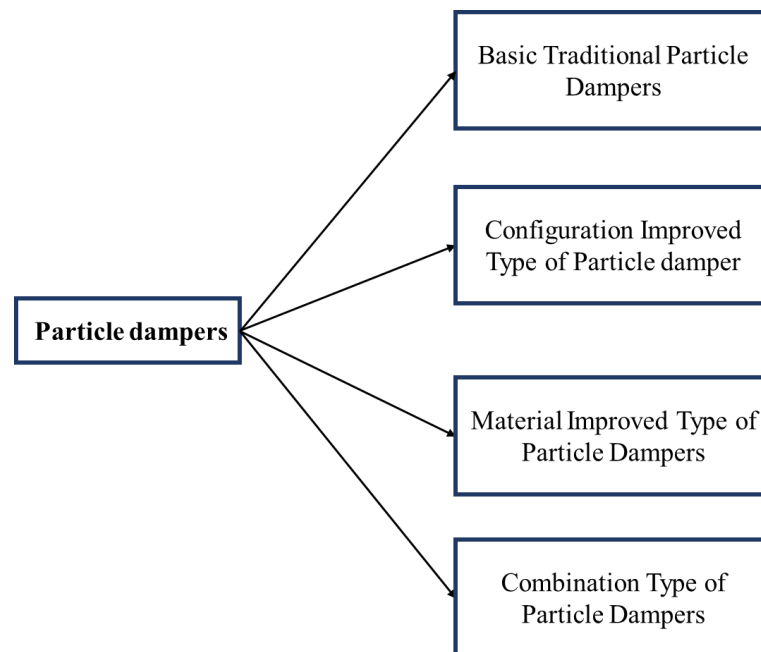 Basic Traditional Particle
Dampers
Configuration Improved
Type of Particle damper
Particle dampers
Material Improved Type of
Particle Dampers
Combination Type of
Particle Dampers